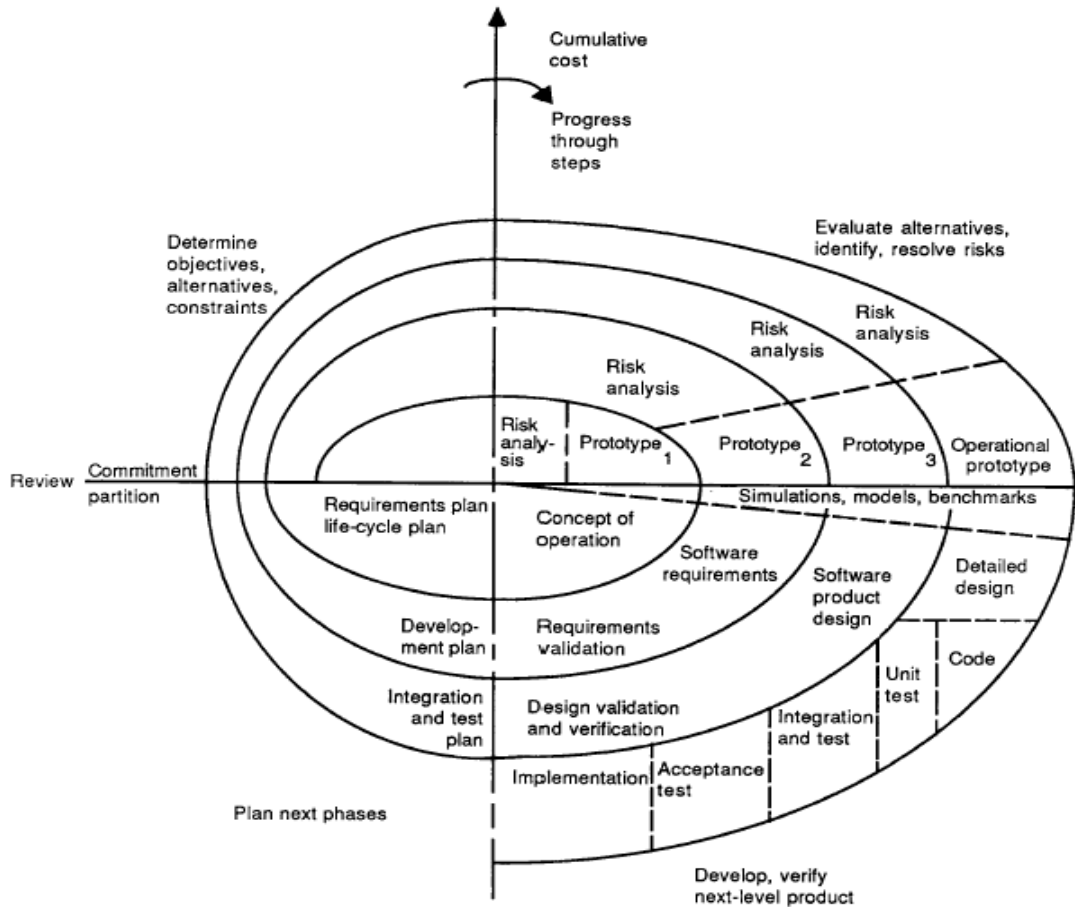 Cumulative
cost
Progress
through
steps
Determine
objectives,
alternatives,
constraints
Evaluate alternatives,
identify, resolve risks
Risk
analysis
Risk
analysis
Risk
analysis
Risk
analy-
sis
Prototype 1
Prototype 2
Prototype 3
Operational
prototype
Review
Commitment
partition
Simulations, models, benchmarks
Requirements plan
life-cycle plan
Concept of
operation
Software
requirements
Software
product
design
Detailed
design
Develop-
ment plan
Requirements
validation
Code
Unit
test
Integration
and test
plan
Design validation
and verification
Integration
and test
Acceptance
test
Implementation
Plan next phases
Develop, verify
next-level product